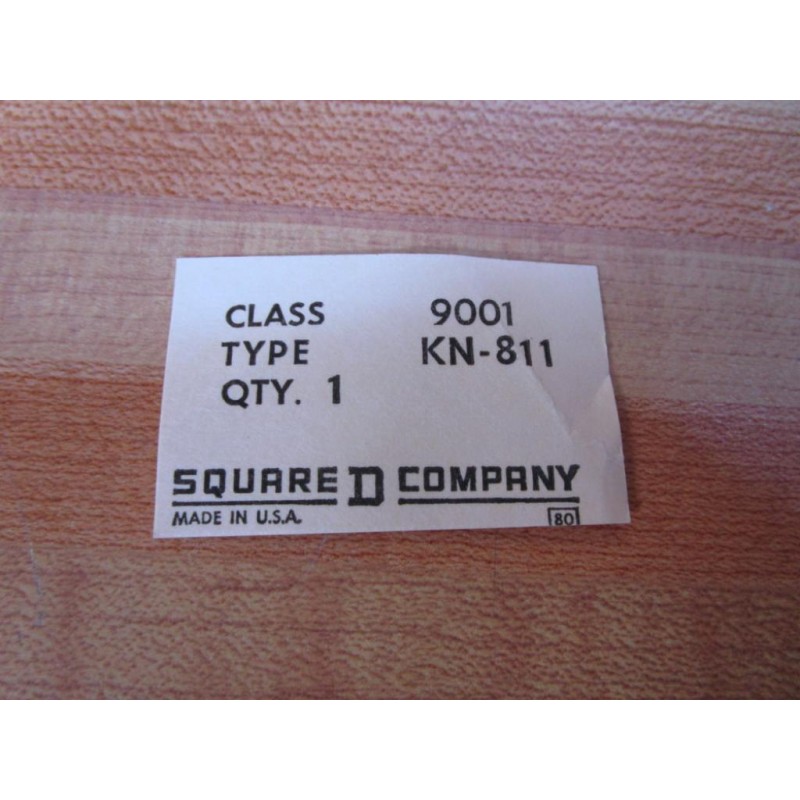 CLASS 9001
TYPE KN-811
QTY. 1
SQUARE D COMPANY
MADE IN U.S.A. 80